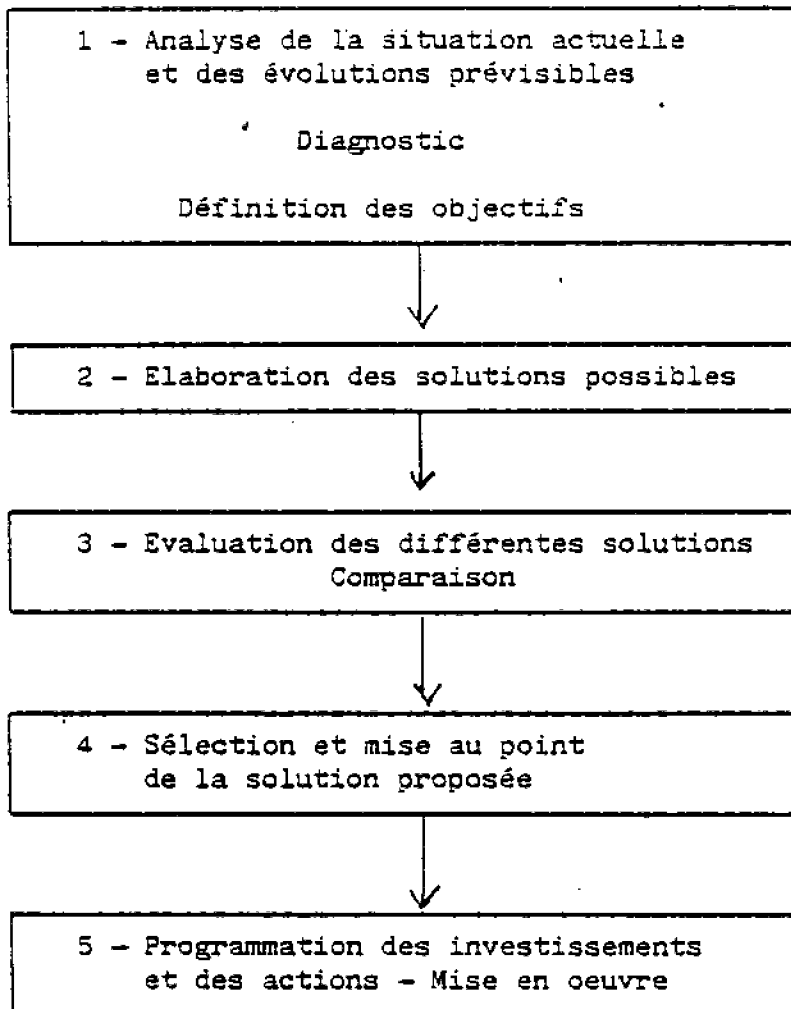 1 - Analyse de la situation actuelle
et des évolutions prévisibles
Diagnostic
Définition des objectifs
2 - Elaboration des solutions possibles
3 - Evaluation des différentes solutions
Comparaison
4 - Sélection et mise au point
de la solution proposée
5 - Programmation des investissements
et des actions - Mise en oeuvre